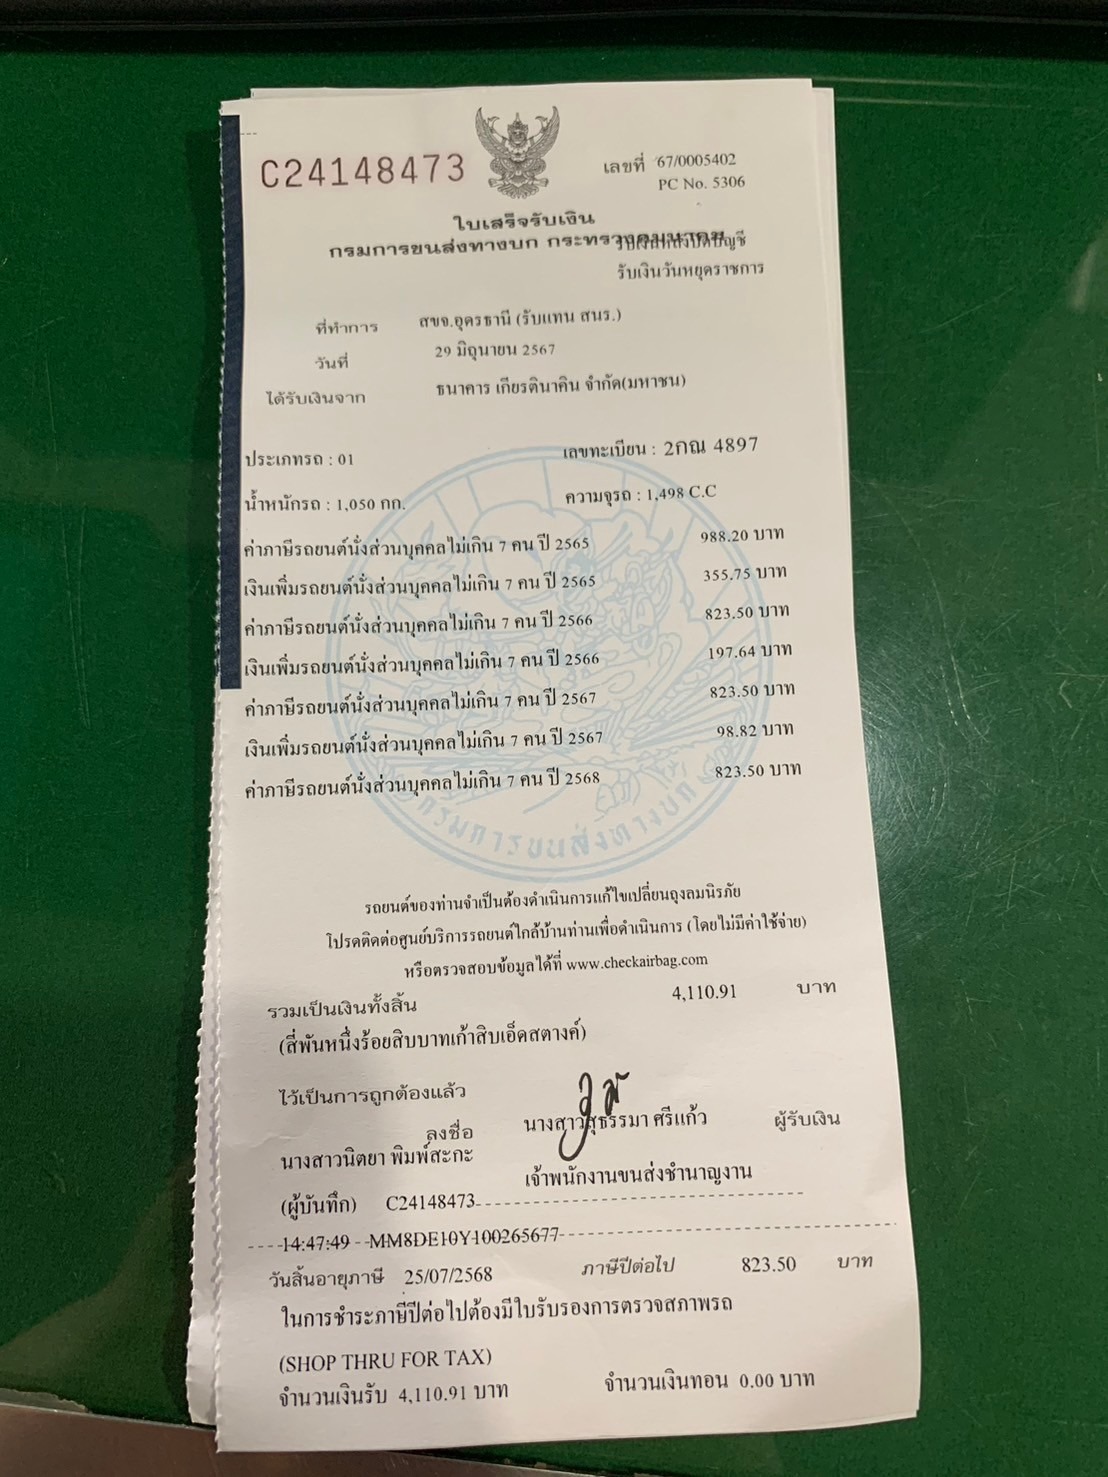 C24148473
เลขที่ 67/0005402
PC No. 5306
ใบเสร็จรับเงิน
กรมการขนส่งทางบก กระทรวงคมนาคม
รับเงินวันหยุดราชการ
ที่ทำการ สขจ.อุดรธานี (รับแทน สนร.)
วันที่ 29 มิถุนายน 2567
ได้รับเงินจาก ธนาคาร เกียรตินาคิน จำกัด(มหาชน)
ประเภทรถ : 01 เลขทะเบียน : 2กณ 4897
น้ำหนักรถ : 1,050 กก. ความจุรถ : 1,498 C.C
ค่าภาษีรถยนต์นั่งส่วนบุคคลไม่เกิน 7 คน ปี 2565 988.20 บาท
เงินเพิ่มรถยนต์นั่งส่วนบุคคลไม่เกิน 7 คน ปี 2565 355.75 บาท
ค่าภาษีรถยนต์นั่งส่วนบุคคลไม่เกิน 7 คน ปี 2566 823.50 บาท
เงินเพิ่มรถยนต์นั่งส่วนบุคคลไม่เกิน 7 คน ปี 2566 197.64 บาท
ค่าภาษีรถยนต์นั่งส่วนบุคคลไม่เกิน 7 คน ปี 2567 823.50 บาท
เงินเพิ่มรถยนต์นั่งส่วนบุคคลไม่เกิน 7 คน ปี 2567 98.82 บาท
ค่าภาษีรถยนต์นั่งส่วนบุคคลไม่เกิน 7 คน ปี 2568 823.50 บาท
กรมการขนส่งทางบก
รถยนต์ของท่านจำเป็นต้องดำเนินการแก้ไขเปลี่ยนถุงลมนิรภัย
โปรดติดต่อศูนย์บริการรถยนต์ใกล้บ้านท่านเพื่อดำเนินการ (โดยไม่มีค่าใช้จ่าย)
หรือตรวจสอบข้อมูลได้ที่ www.checkairbag.com
รวมเป็นเงินทั้งสิ้น 4,110.91 บาท
(สี่พันหนึ่งร้อยสิบบาทเก้าสิบเอ็ดสตางค์)
ไว้เป็นการถูกต้องแล้ว
ลงชื่อ นางสาวสุธรรมา ศรีแก้ว ผู้รับเงิน
นางสาวนิตยา พิมพ์สะกะ
เจ้าพนักงานขนส่งชำนาญงาน
(ผู้บันทึก) C24148473
14:47:49 MM8DE10Y100265677
วันสิ้นอายุภาษี 25/07/2568 ภาษีปีต่อไป 823.50 บาท
ในการชำระภาษีปีต่อไปต้องมีใบรับรองการตรวจสภาพรถ
(SHOP THRU FOR TAX)
จำนวนเงินรับ 4,110.91 บาท จำนวนเงินทอน 0.00 บาท